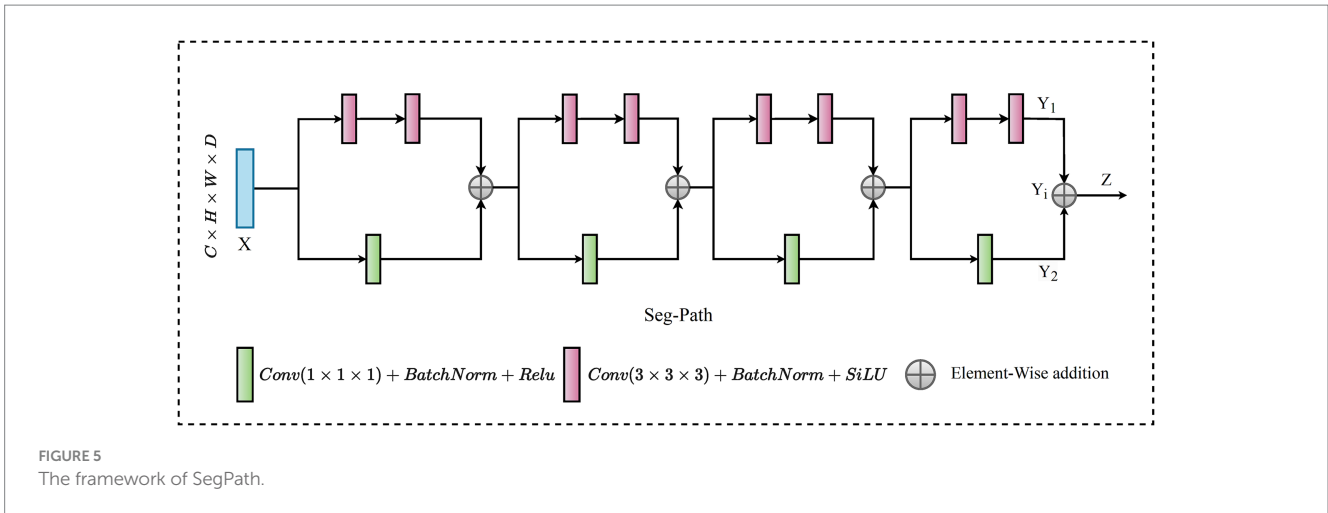 C × H × W × D
X
Y₁
Yᵢ
Z
Y₂
Seg-Path
Conv(1 × 1 × 1) + BatchNorm + Relu
Conv(3 × 3 × 3) + BatchNorm + SiLU
Element-Wise addition
FIGURE 5
The framework of SegPath.